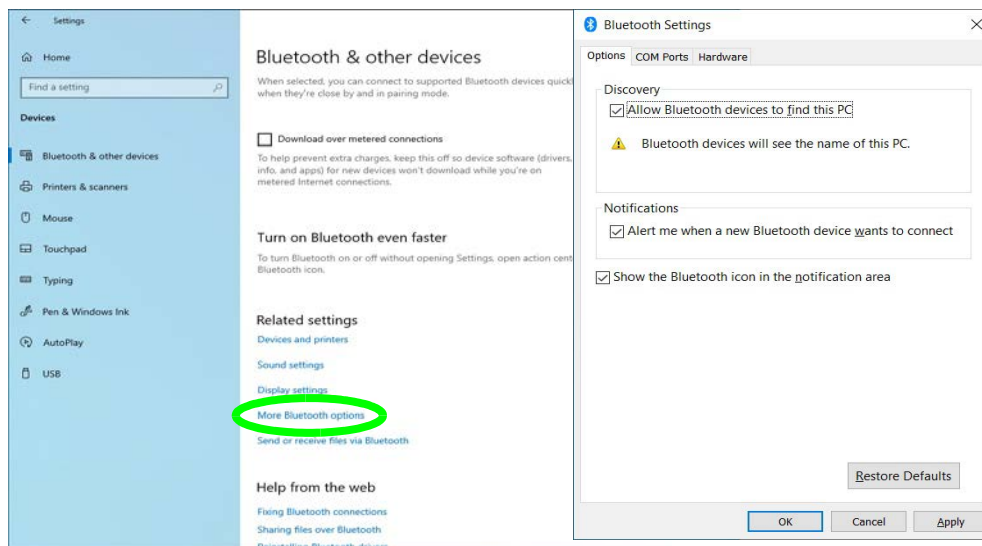 Settings
Home
Find a setting
Devices
Bluetooth & other devices
Printers & scanners
Mouse
Touchpad
Typing
Pen & Windows Ink
AutoPlay
USB
Bluetooth & other devices
When selected, you can connect to supported Bluetooth devices
when they're close by and in pairing mode.
Download over metered connections
To help prevent extra charges, keep this off so device software (drivers,
info, and apps) for new devices won't download while you're on
metered Internet connections.
Turn on Bluetooth even faster
To turn Bluetooth on or off without opening Settings, open action
Bluetooth icon.
Related settings
Devices and printers
Sound settings
Display settings
More Bluetooth options
Send or receive files via Bluetooth
Help from the web
Fixing Bluetooth connections
Sharing files over Bluetooth
Bluetooth Settings
Options COM Ports Hardware
Discovery
Allow Bluetooth devices to find this PC
Bluetooth devices will see the name of this PC.
Notifications
Alert me when a new Bluetooth device wants to connect
Show the Bluetooth icon in the notification area
Restore Defaults
OK Cancel Apply